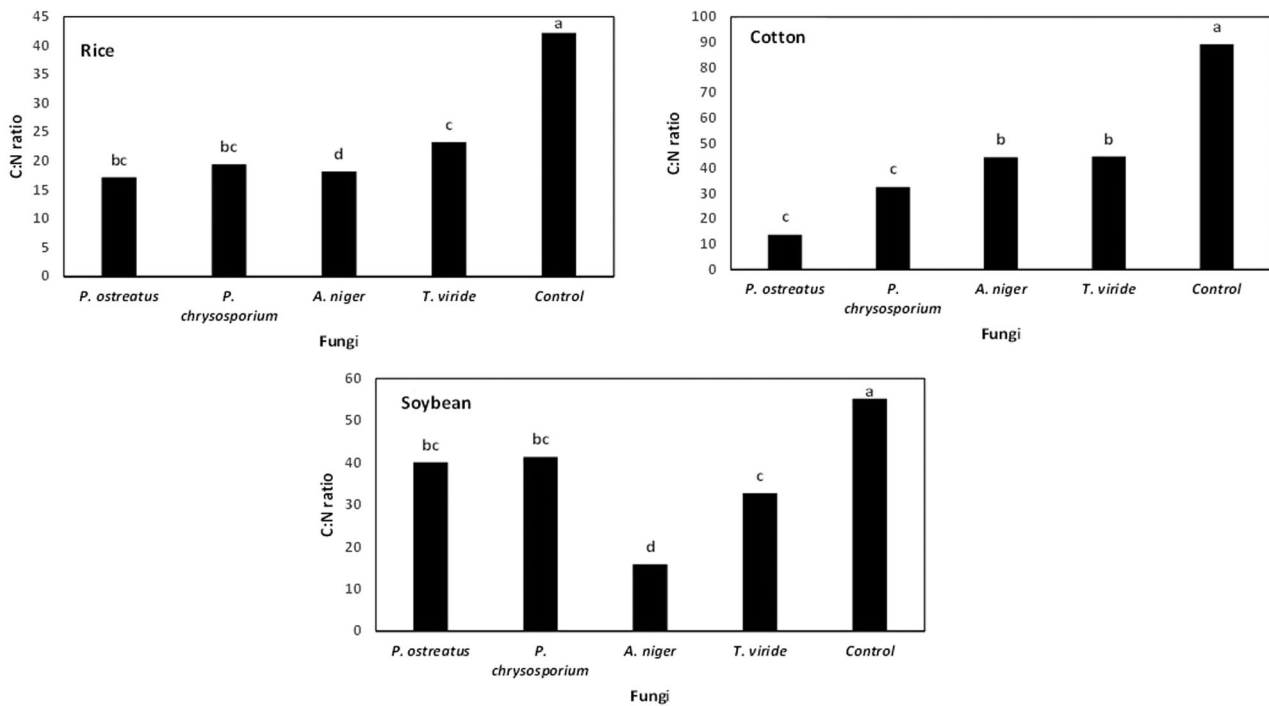 Rice
C:N ratio
45
40
35
30
25
20
15
10
5
0
bc
bc
d
c
a
P. ostreatus
P.
chrysosporium
A. niger
T. viride
Control
Fungi
Cotton
C:N ratio
100
90
80
70
60
50
40
30
20
10
0
c
c
b
b
a
P. ostreatus
P.
chrysosporium
A. niger
T. viride
Control
Fungi
Soybean
C:N ratio
60
50
40
30
20
10
0
bc
bc
d
c
a
P. ostreatus
P.
chrysosporium
A. niger
T. viride
Control
Fungi